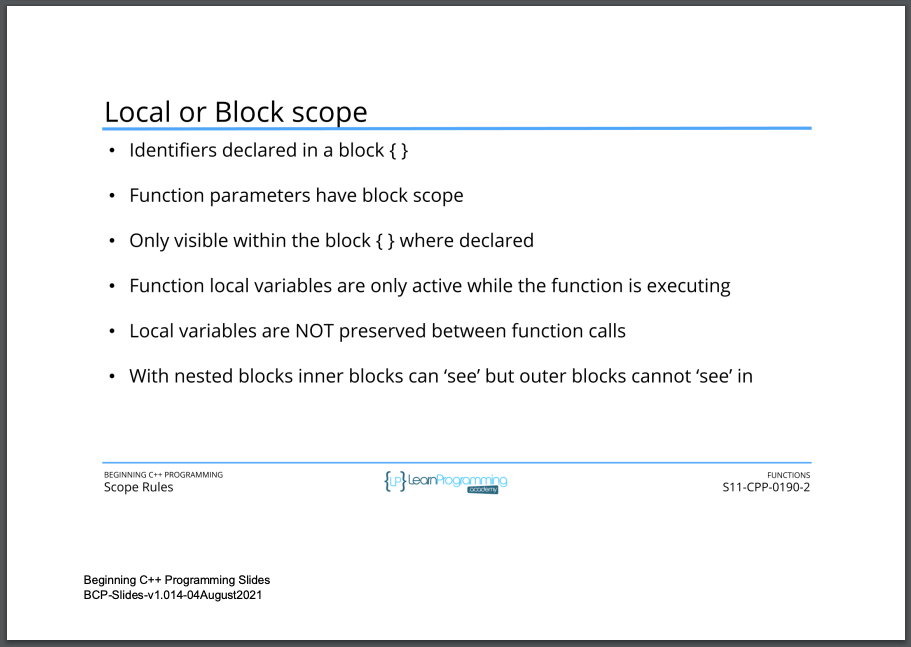 Local or Block scope
• Identifiers declared in a block { }
• Function parameters have block scope
• Only visible within the block { } where declared
• Function local variables are only active while the function is executing
• Local variables are NOT preserved between function calls
• With nested blocks inner blocks can ‘see’ but outer blocks cannot ‘see’ in
BEGINNING C++ PROGRAMMING
Scope Rules
{LP} LearnProgramming
academy
FUNCTIONS
S11-CPP-0190-2
Beginning C++ Programming Slides
BCP-Slides-v1.014-04August2021